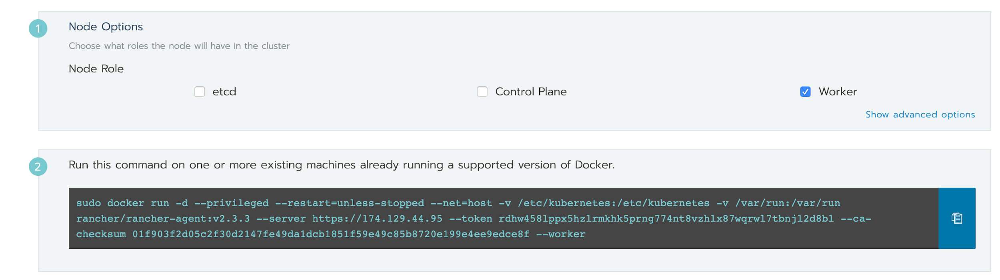 1
Node Options
Choose what roles the node will have in the cluster
Node Role
etcd
Control Plane
Worker
Show advanced options
2
Run this command on one or more existing machines already running a supported version of Docker.
sudo docker run -d --privileged --restart=unless-stopped --net=host -v /etc/kubernetes:/etc/kubernetes -v /var/run:/var/run
rancher/rancher-agent:v2.3.3 --server https://174.129.44.95 --token rdhw458lppx5hzlrmkhk5prng774nt8vzhlx87wqrwl7tbnjl2d8bl --ca-
checksum 01f903f2d05c2f30d2147fe49da1dcb1851f59e49c85b8720e199e4ee9edce8f --worker